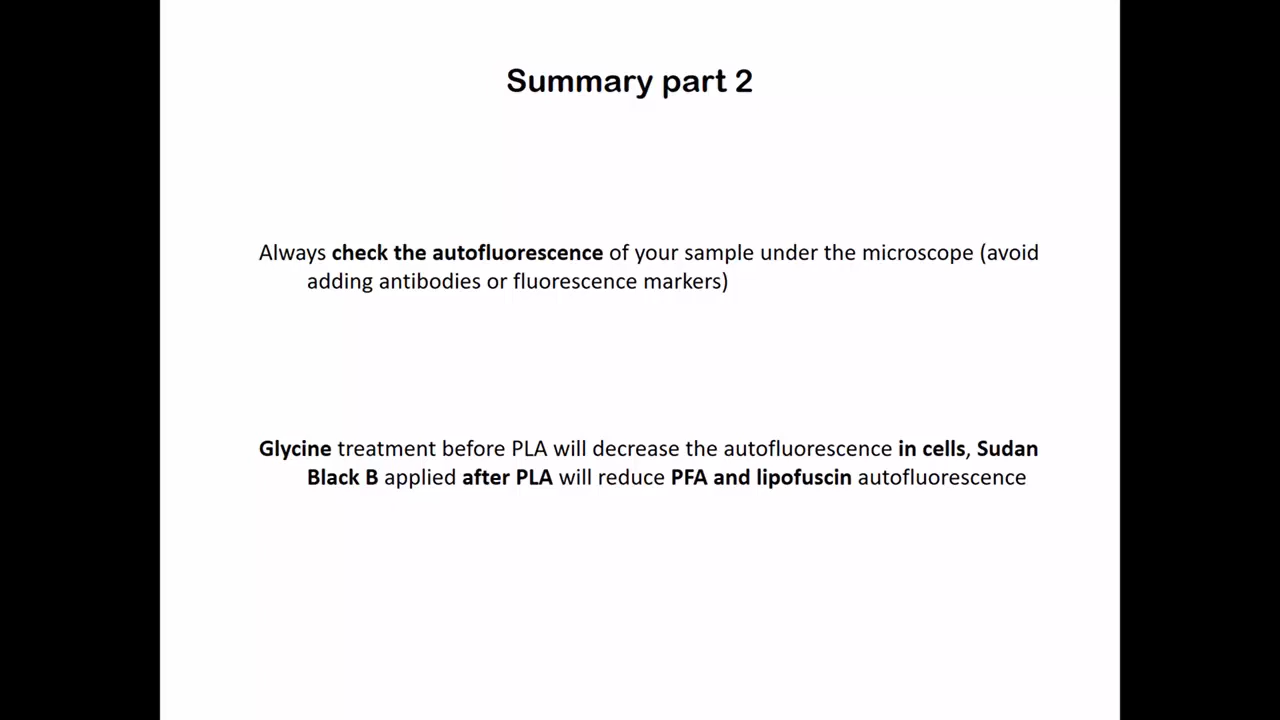 Summary part 2
Always check the autofluorescence of your sample under the microscope (avoid
adding antibodies or fluorescence markers)
Glycine treatment before PLA will decrease the autofluorescence in cells, Sudan
Black B applied after PLA will reduce PFA and lipofuscin autofluorescence